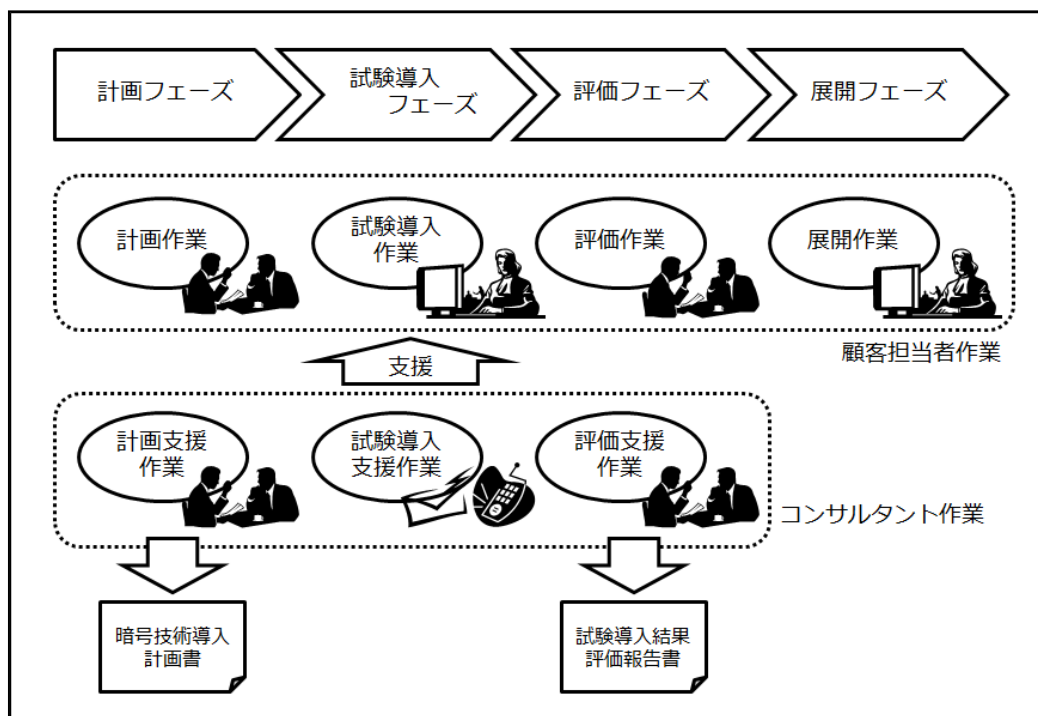 計画フェーズ
試験導入
フェーズ
評価フェーズ
展開フェーズ
計画作業
試験導入
作業
評価作業
展開作業
顧客担当者作業
支援
計画支援
作業
試験導入
支援作業
評価支援
作業
コンサルタント作業
暗号技術導入
計画書
試験導入結果
評価報告書